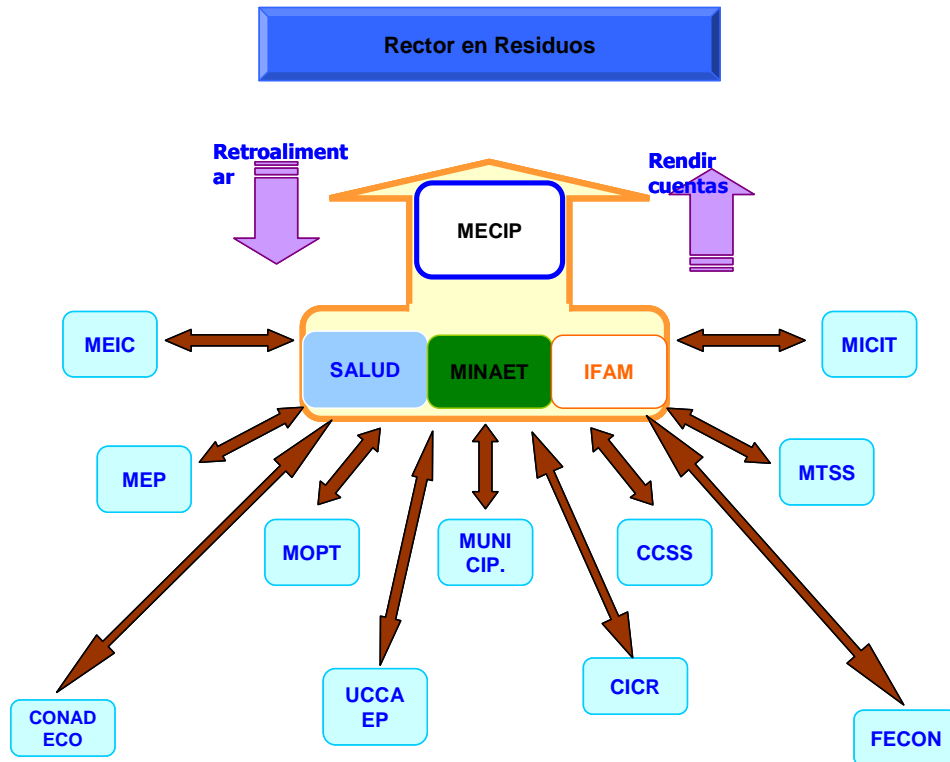 Rector en Residuos
Retroaliment
ar
Rendir
cuentas
MECIP
MEIC
SALUD
MINAET
IFAM
MICIT
MEP
MTSS
MOPT
MUNI
CIP.
CCSS
UCCA
EP
CICR
CONAD
ECO
FECON